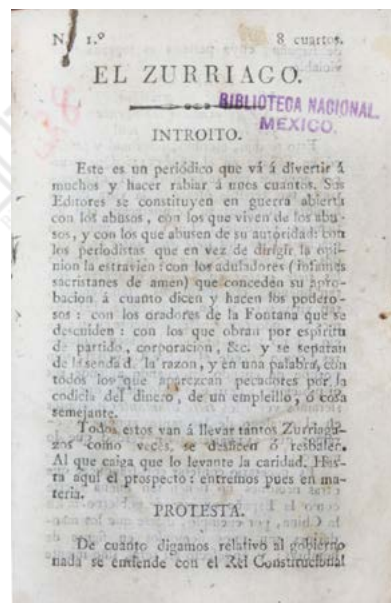 N. 1.º 8 cuartos.
EL ZURRIAGO.
BIBLIOTECA NACIONAL
MEXICO.
INTROITO.
Este es un periódico que vá á divertir á
muchos y hacer rabiar á unos cuantos. Sus
Editores se constituyen en guerra abierta
con los abusos, con los que viven de los abu-
sos, y con los que abusen de su autoridad: con
los periodistas que en vez de dirigir la opi-
nion la estravien: con los aduladores (infames
sacristanes de amen) que conceden su apro-
bacion á cuanto dicen y hacen los podero-
sos: con los oradores de la Fontana que se
descuiden: con los que obran por espíritu
de partido, corporacion, &c. y se separan
de la senda d. la razon, y en una palabra, con
todos los que aparezcan pecadores por la
codicia del dinero, de un empleillo, ó cosa
semejante.
Todos estos van á llevar tantos Zurriaga-
zos como veces se deslicen ó resbalen.
Al que caiga que lo levante la caridad. Has-
ta aquí el prospecto: entremos pues en ma-
teria.
PROTESTA.
De cuanto digamos relativo al gobierno
nada se entiende con el Rei Constitucional